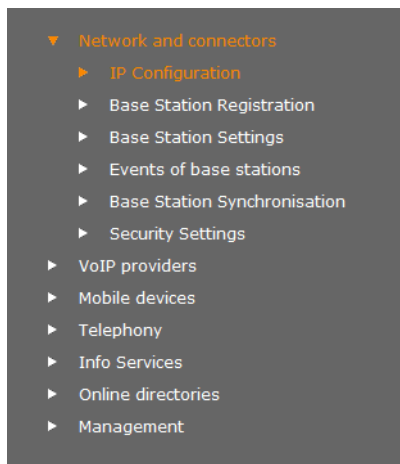 Network and connectors
IP Configuration
Base Station Registration
Base Station Settings
Events of base stations
Base Station Synchronisation
Security Settings
VoIP providers
Mobile devices
Telephony
Info Services
Online directories
Management